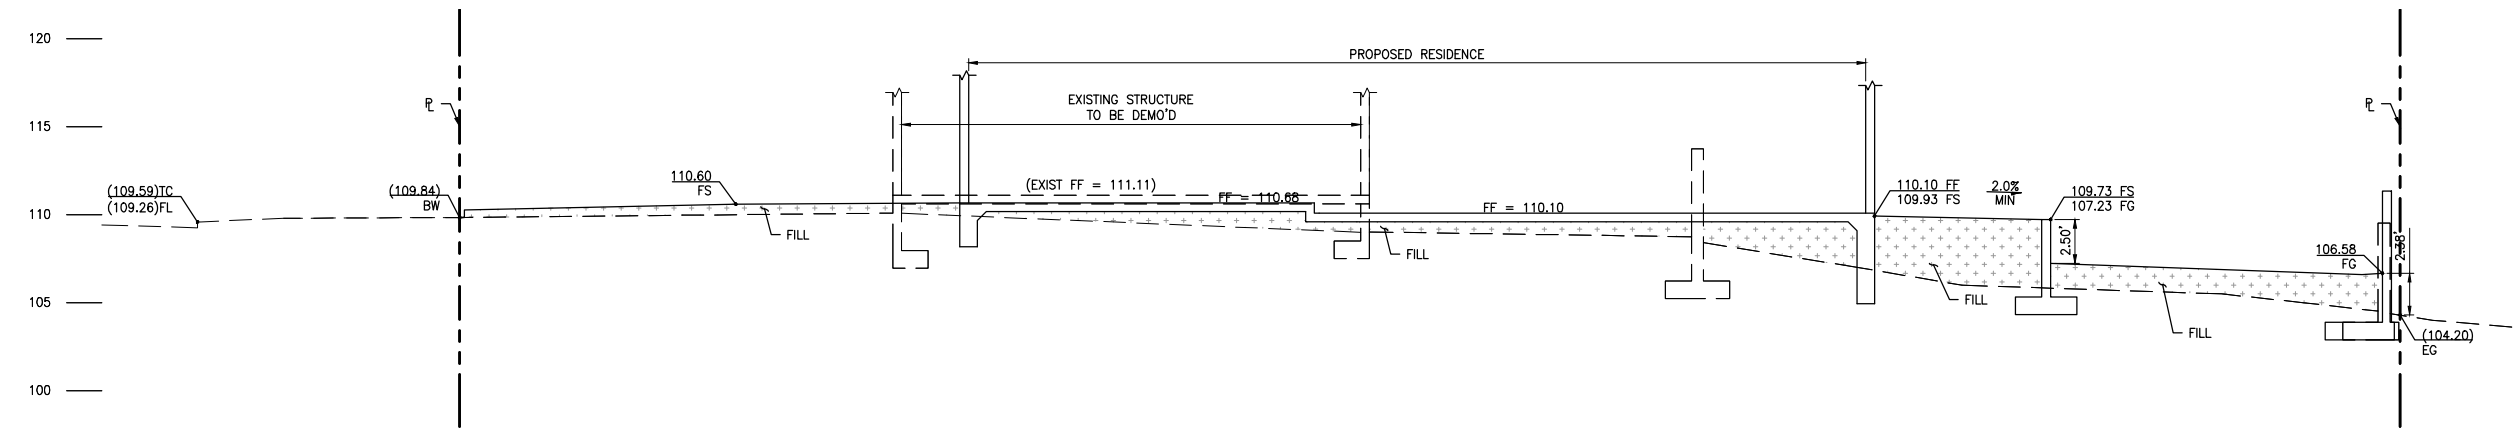 120
PROPOSED RESIDENCE
EXISTING STRUCTURE
TO BE DEMO'D
PL
PL
115
(109.59)TC
(109.26)FL
(109.84)
BW
110.60
FS
(EXIST FF = 111.11)
FF = 110.68
FF = 110.10
110.10 FF
109.93 FS
2.0%
MIN
109.73 FS
107.23 FG
110
FILL
FILL
2.50'
106.58
FG
2.38'
105
FILL
FILL
(104.20)
EG
100